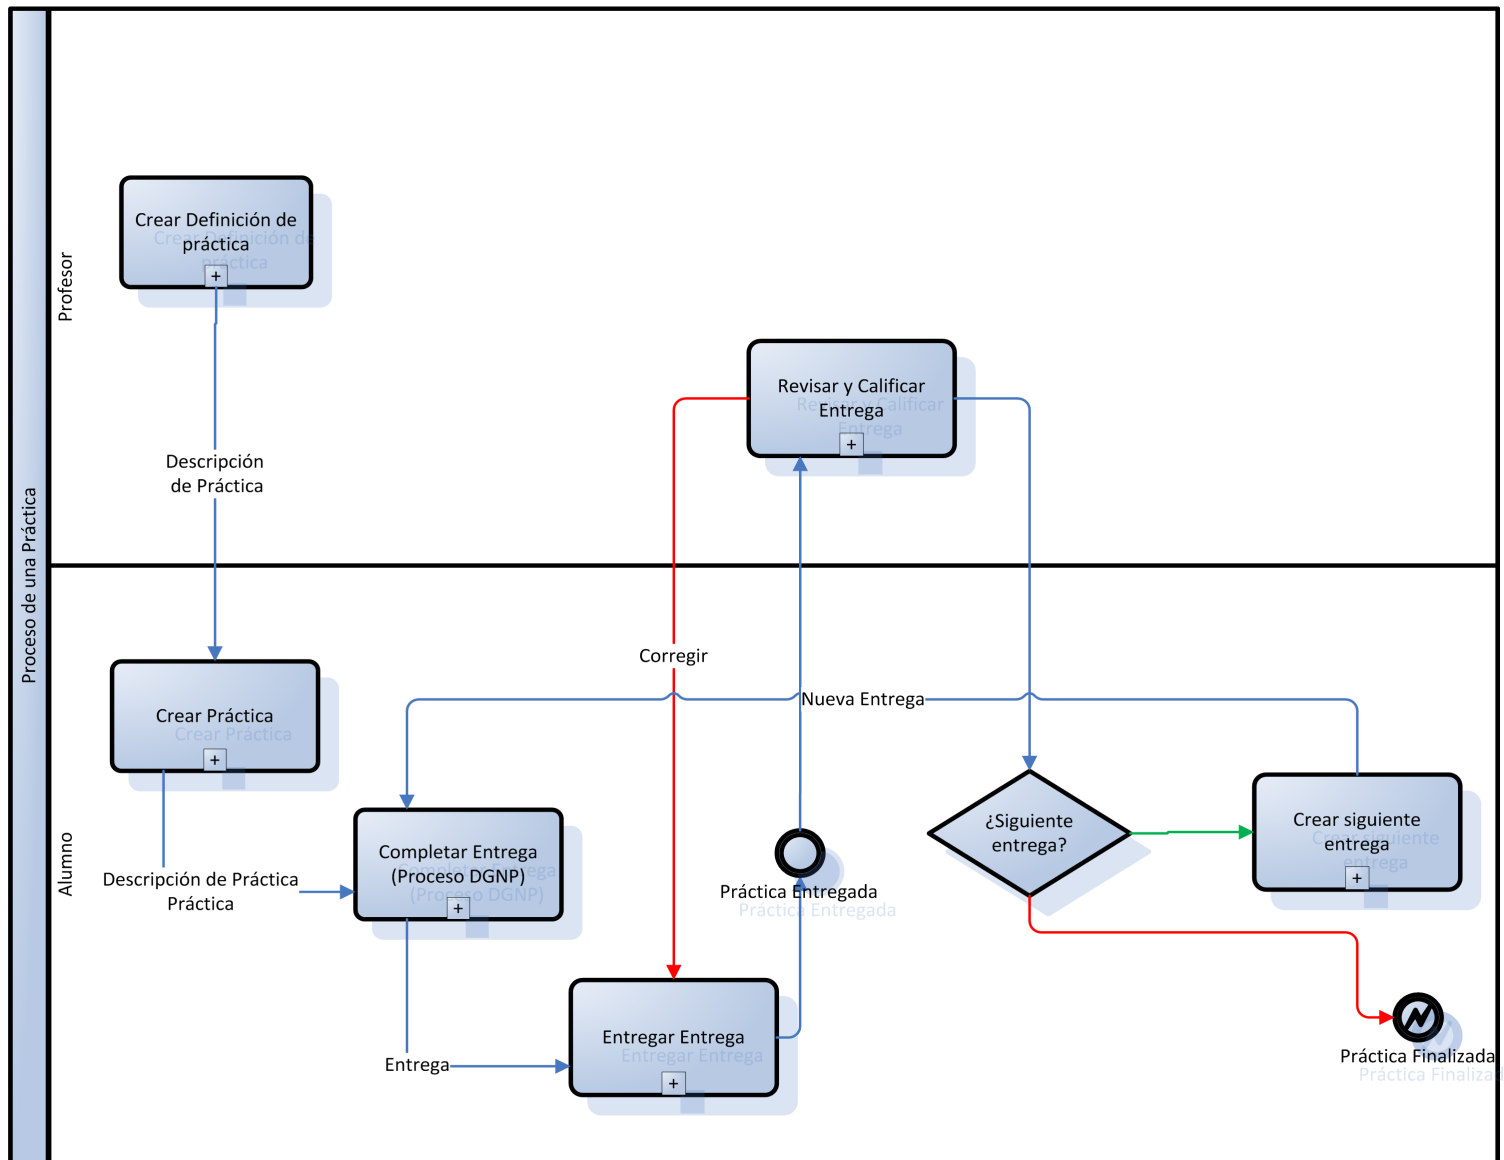 Proceso de una Práctica
Profesor
Crear Definición de
práctica
+
Descripción
de Práctica
Revisar y Calificar
Entrega
+
Corregir
Alumno
Crear Práctica
+
Nueva Entrega
Descripción de Práctica
Práctica
Completar Entrega
(Proceso DGNP)
+
Práctica Entregada
¿Siguiente
entrega?
Crear siguiente
entrega
+
Entrega
Entregar Entrega
+
Práctica Finalizada